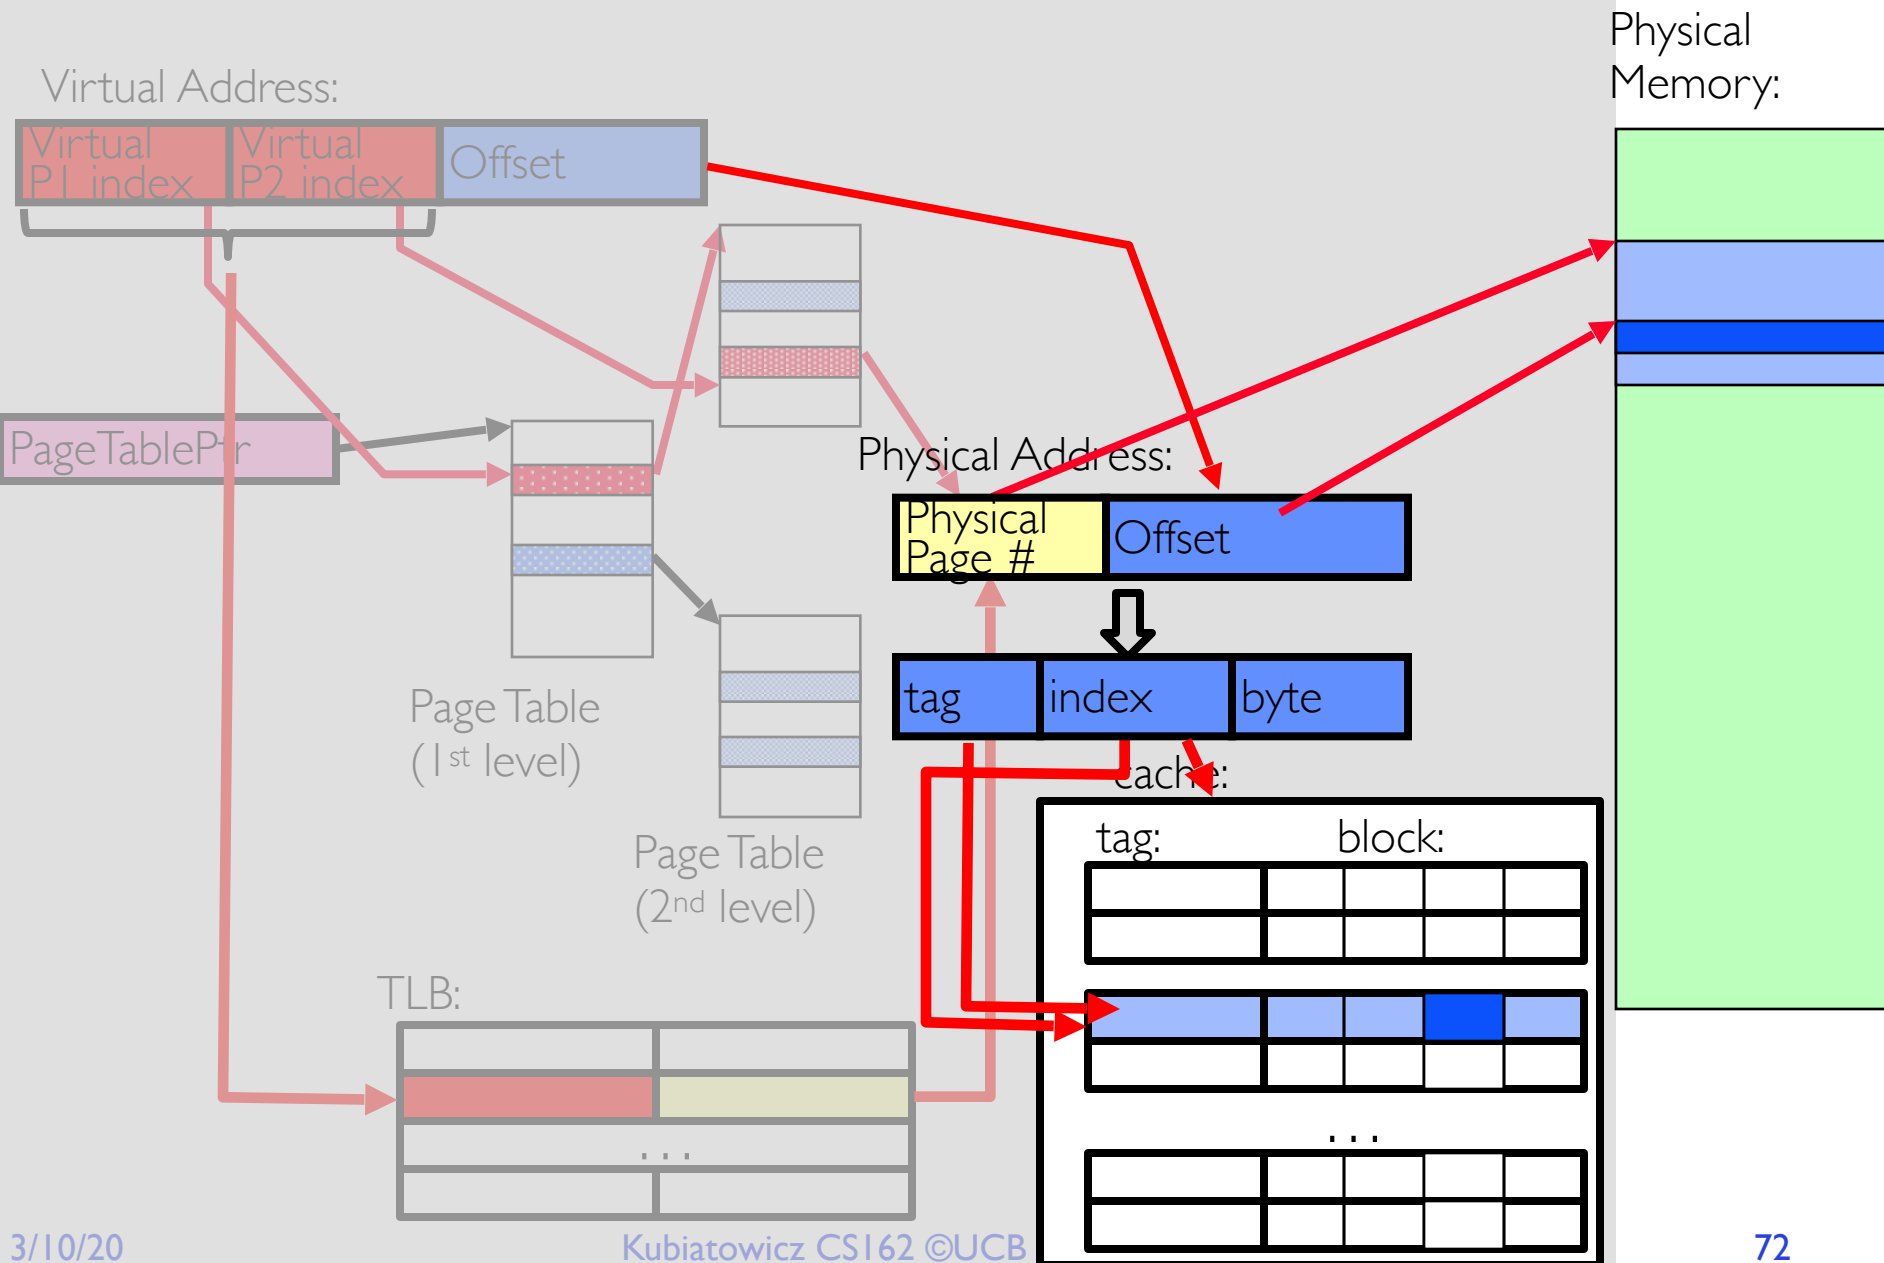 Physical
Memory:
Virtual Address:
Virtual
P1 index
Virtual
P2 index
Offset
PageTablePtr
Physical Address:
Physical
Page #
Offset
tag
index
byte
Page Table
(1st level)
cache:
tag:
block:
Page Table
(2nd level)
TLB:
...
...
3/10/20
Kubiatowicz CS162 ©UCB
72